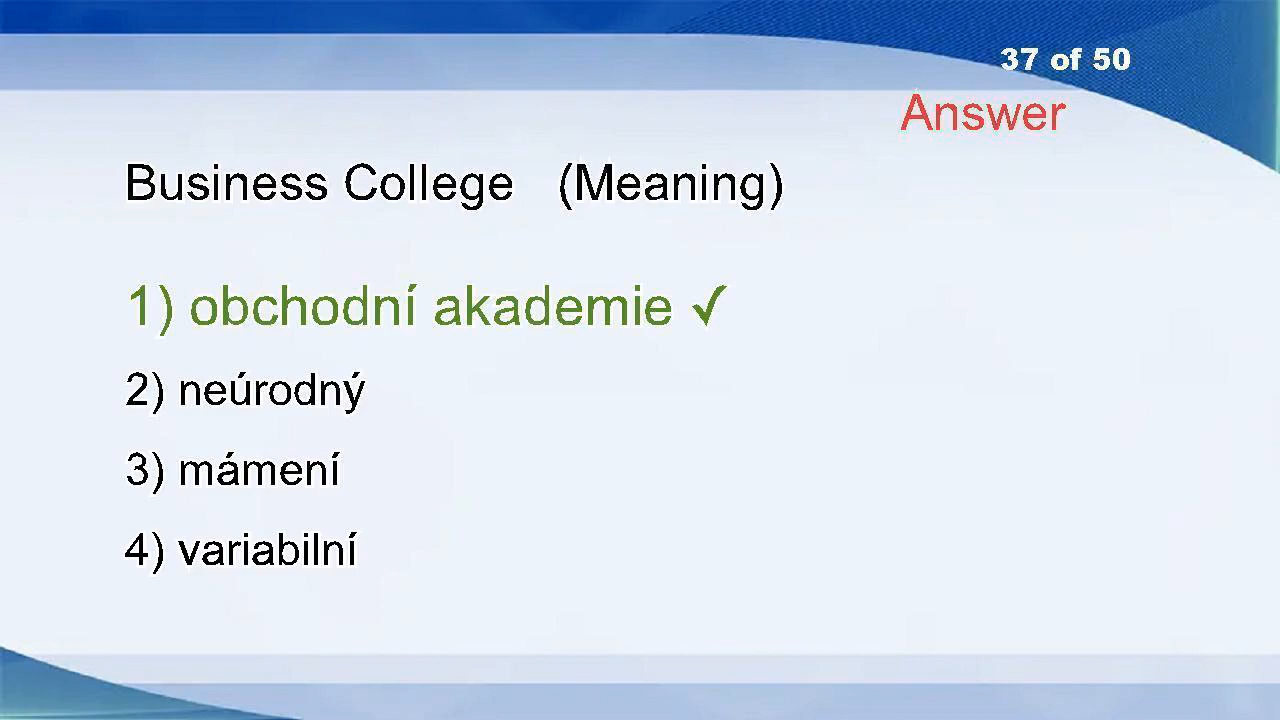 37 of 50
Answer
Business College (Meaning)
1) obchodní akademie ✓
2) neúrodný
3) mámení
4) variabilní